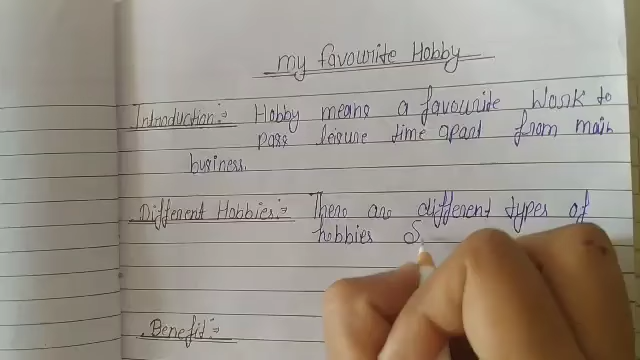 my favourite Hobby
Introduction:- Hobby means a favourite Work to
pass leisure time apart from main
business.
Different Hobbies:- There are different types of
hobbies S
Benefit:-